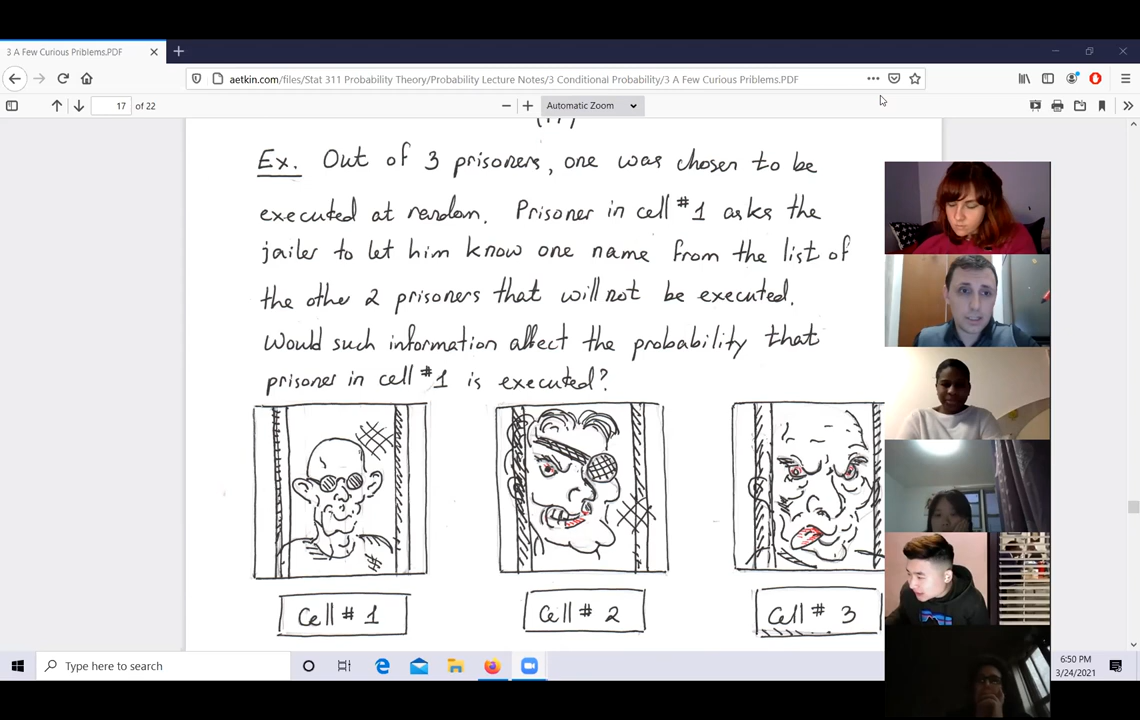 3 A Few Curious Priblems.PDF
aetkin.com/files/Stat 311 Probability Theory/Probability Lecture Notes/3 Conditional Probability/3 A Few Curious Priblems.PDF
17 of 22
Automatic Zoom
(17)
Ex. Out of 3 prisoners, one was chosen to be
executed at random. Prisoner in cell #1 asks the
jailer to let him know one name from the list of
the other 2 prisoners that will not be executed.
Would such information affect the probability that
prisoner in cell #1 is executed?
Cell # 1
Cell # 2
Cell # 3
Type here to search
6:50 PM
3/24/2021